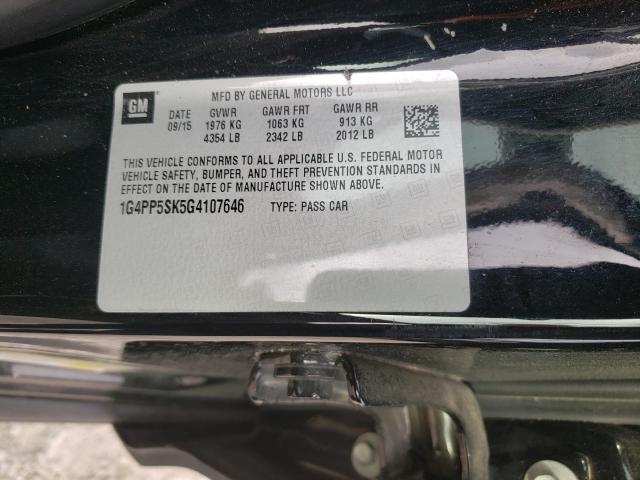 GM
MFD BY GENERAL MOTORS LLC
DATE GVWR GAWR FRT GAWR RR
09/15 1976 KG 1063 KG 913 KG
4354 LB 2342 LB 2012 LB
THIS VEHICLE CONFORMS TO ALL APPLICABLE U.S. FEDERAL MOTOR
VEHICLE SAFETY, BUMPER, AND THEFT PREVENTION STANDARDS IN
EFFECT ON THE DATE OF MANUFACTURE SHOWN ABOVE.
1G4PP5SK5G4107646 TYPE: PASS CAR